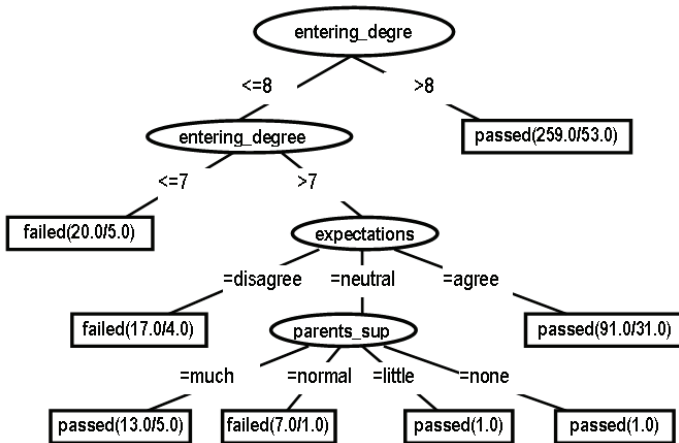 entering_degre
<=8
>8
entering_degree
passed(259.0/53.0)
<=7
>7
failed(20.0/5.0)
expectations
=disagree
=neutral
=agree
failed(17.0/4.0)
parents_sup
passed(91.0/31.0)
=much
=normal
=little
=none
passed(13.0/5.0)
failed(7.0/1.0)
passed(1.0)
passed(1.0)